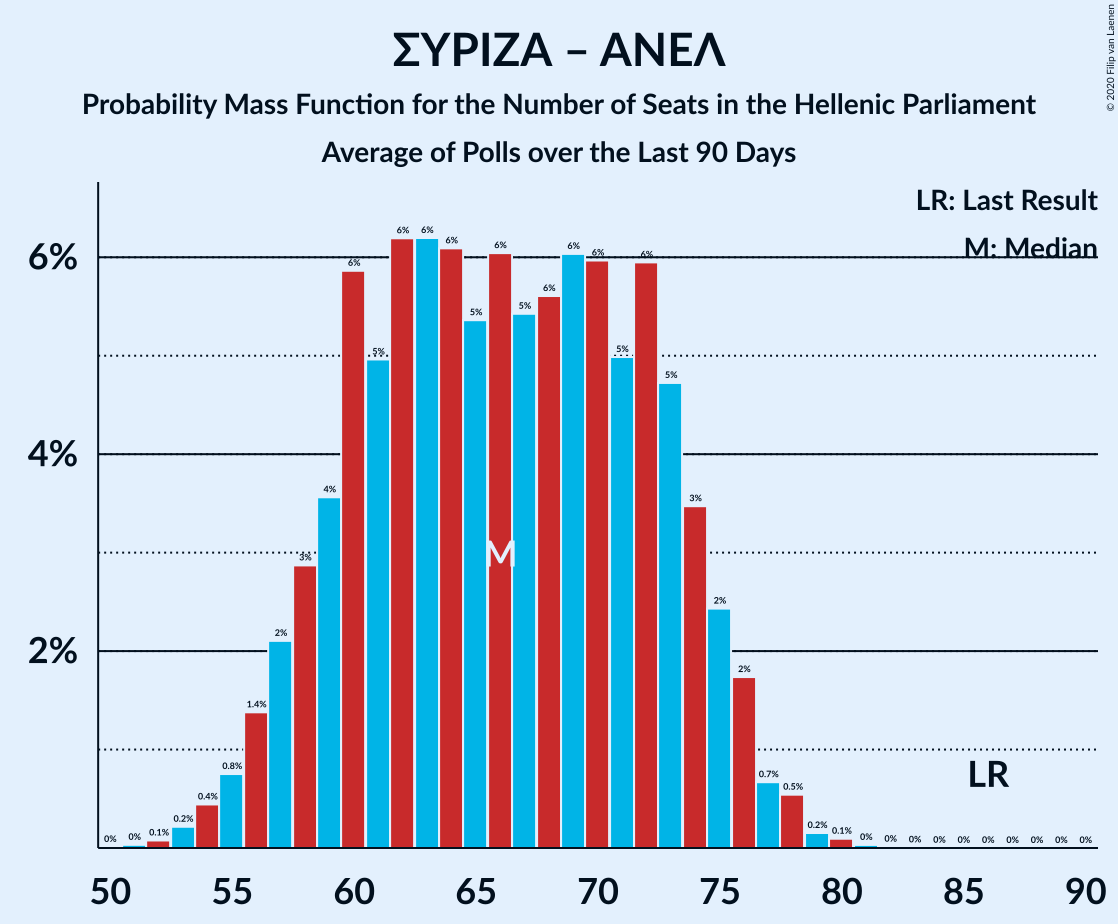 ΣΥΡΙΖΑ – ΑΝΕΛ
Probability Mass Function for the Number of Seats in the Hellenic Parliament
Average of Polls over the Last 90 Days
© 2020 Filip van Laenen
LR: Last Result
M: Median
6%
4%
2%
0% 0% 0.1% 0.2% 0.4% 0.8% 1.4% 2% 3% 4% 6% 5% 6% 6% 6% 5% 6% 5% 6% 6% 6% 5% 6% 5% 3% 2% 2% 0.7% 0.5% 0.2% 0.1% 0% 0% 0% 0% 0% 0% 0% 0% 0% 0%
M
LR
50 55 60 65 70 75 80 85 90